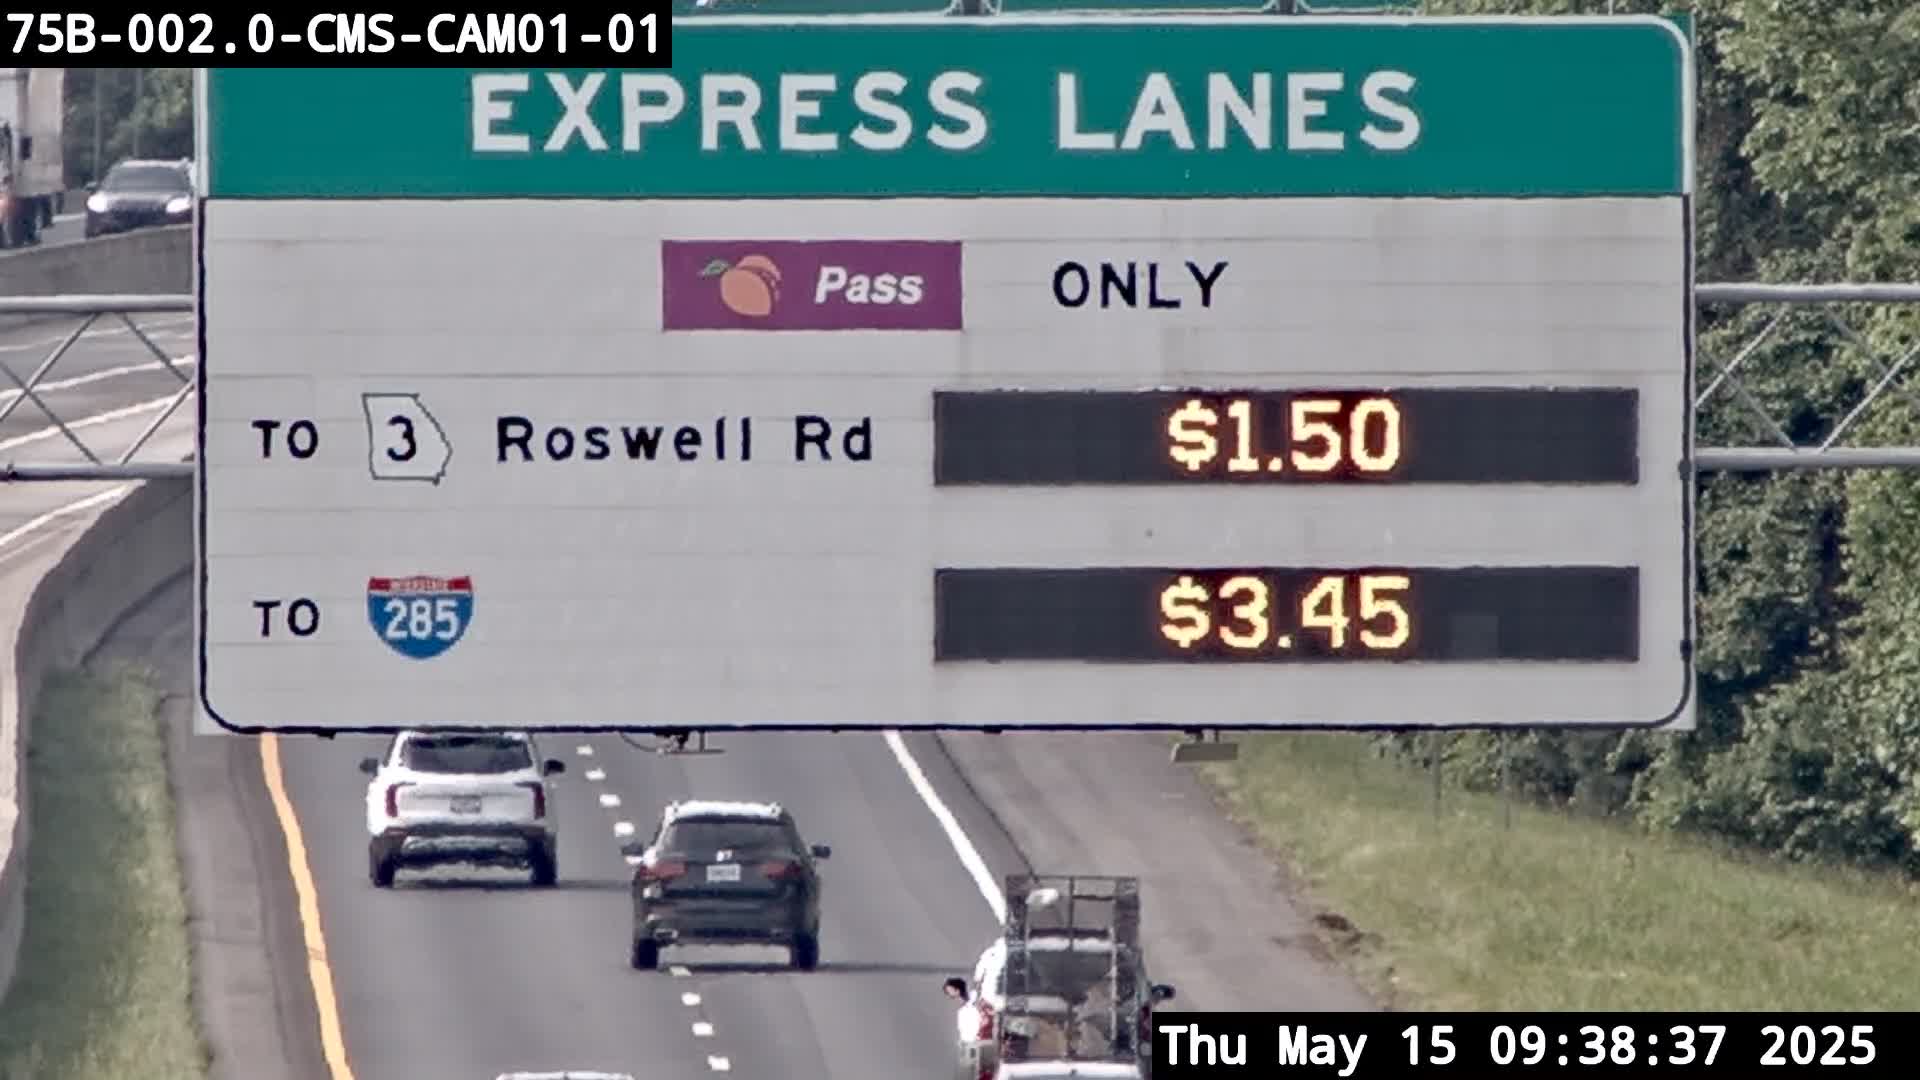 75B-002.0-CMS-CAM01-01
EXPRESS LANES
Pass ONLY
TO 3 Roswell Rd $1.50
TO INTERSTATE 285 $3.45
Thu May 15 09:38:37 2025